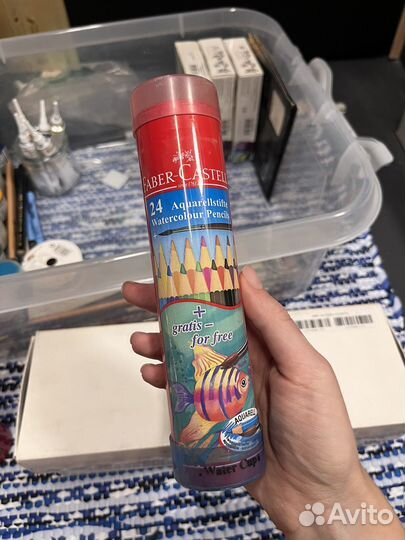 FABER-CASTELL
24 Aquarellstifte
Watercolour Pencils
+
gratis –
for free
AQUARELL
Water Cup
Avito